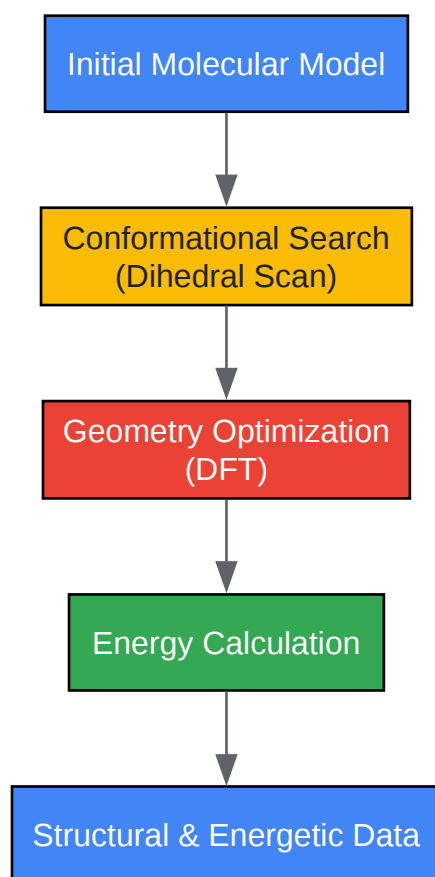 Initial Molecular Model
Conformational Search
(Dihedral Scan)
Geometry Optimization
(DFT)
Energy Calculation
Structural & Energetic Data